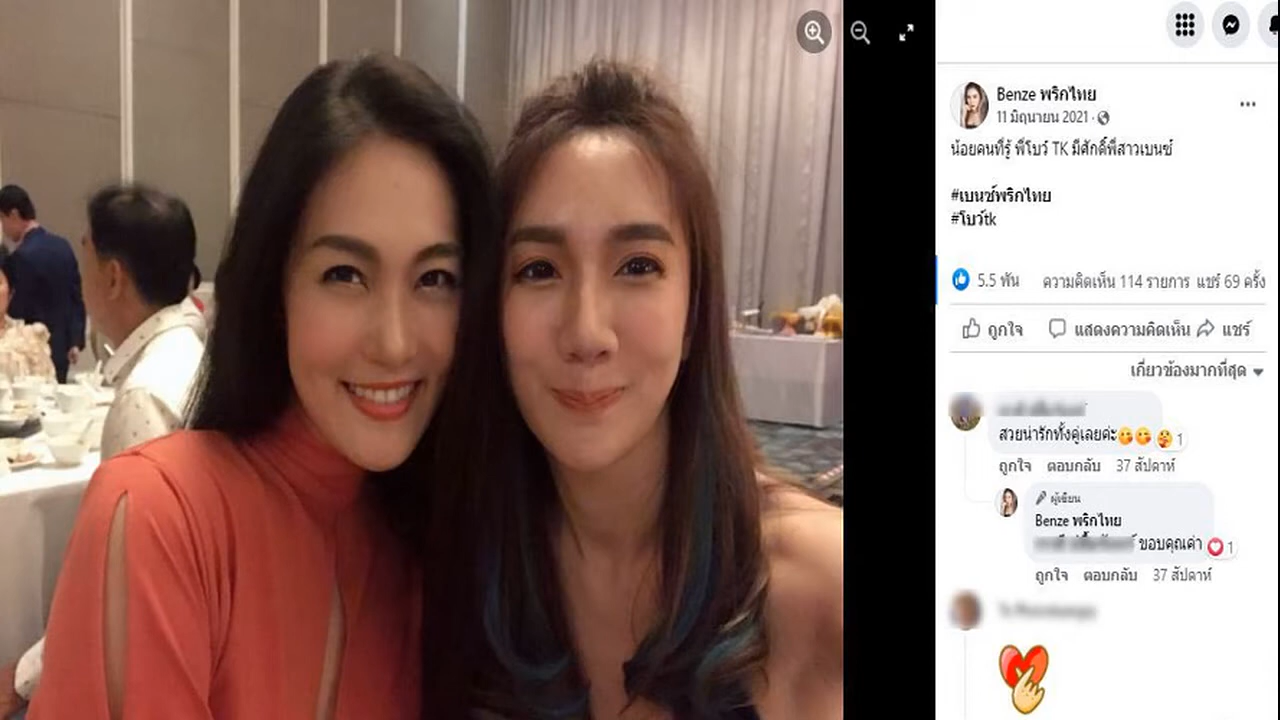 Benze พริกไทย
11 มิถุนายน 2021
น้อยคนที่รู้ พี่โบว์ TK มีศักดิ์พี่สาวเบนซ์
#เบนซ์พริกไทย
#โบว์tk
5.5 พัน ความคิดเห็น 114 รายการ แชร์ 69 ครั้ง
ถูกใจ แสดงความคิดเห็น แชร์
เกี่ยวข้องมากที่สุด
สวยน่ารักทั้งคู่เลยค่ะ 1
ถูกใจ ตอบกลับ 37 สัปดาห์
ผู้เขียน
Benze พริกไทย
ขอบคุณค่า 1
ถูกใจ ตอบกลับ 37 สัปดาห์